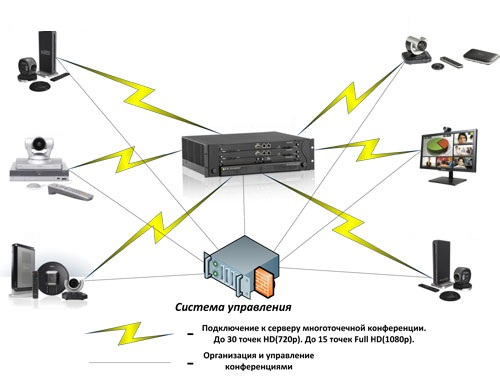 Система управления
Подключение к серверу многоточечной конференции.
До 30 точек HD(720p). До 15 точек Full HD(1080p).
Организация и управление
конференциями